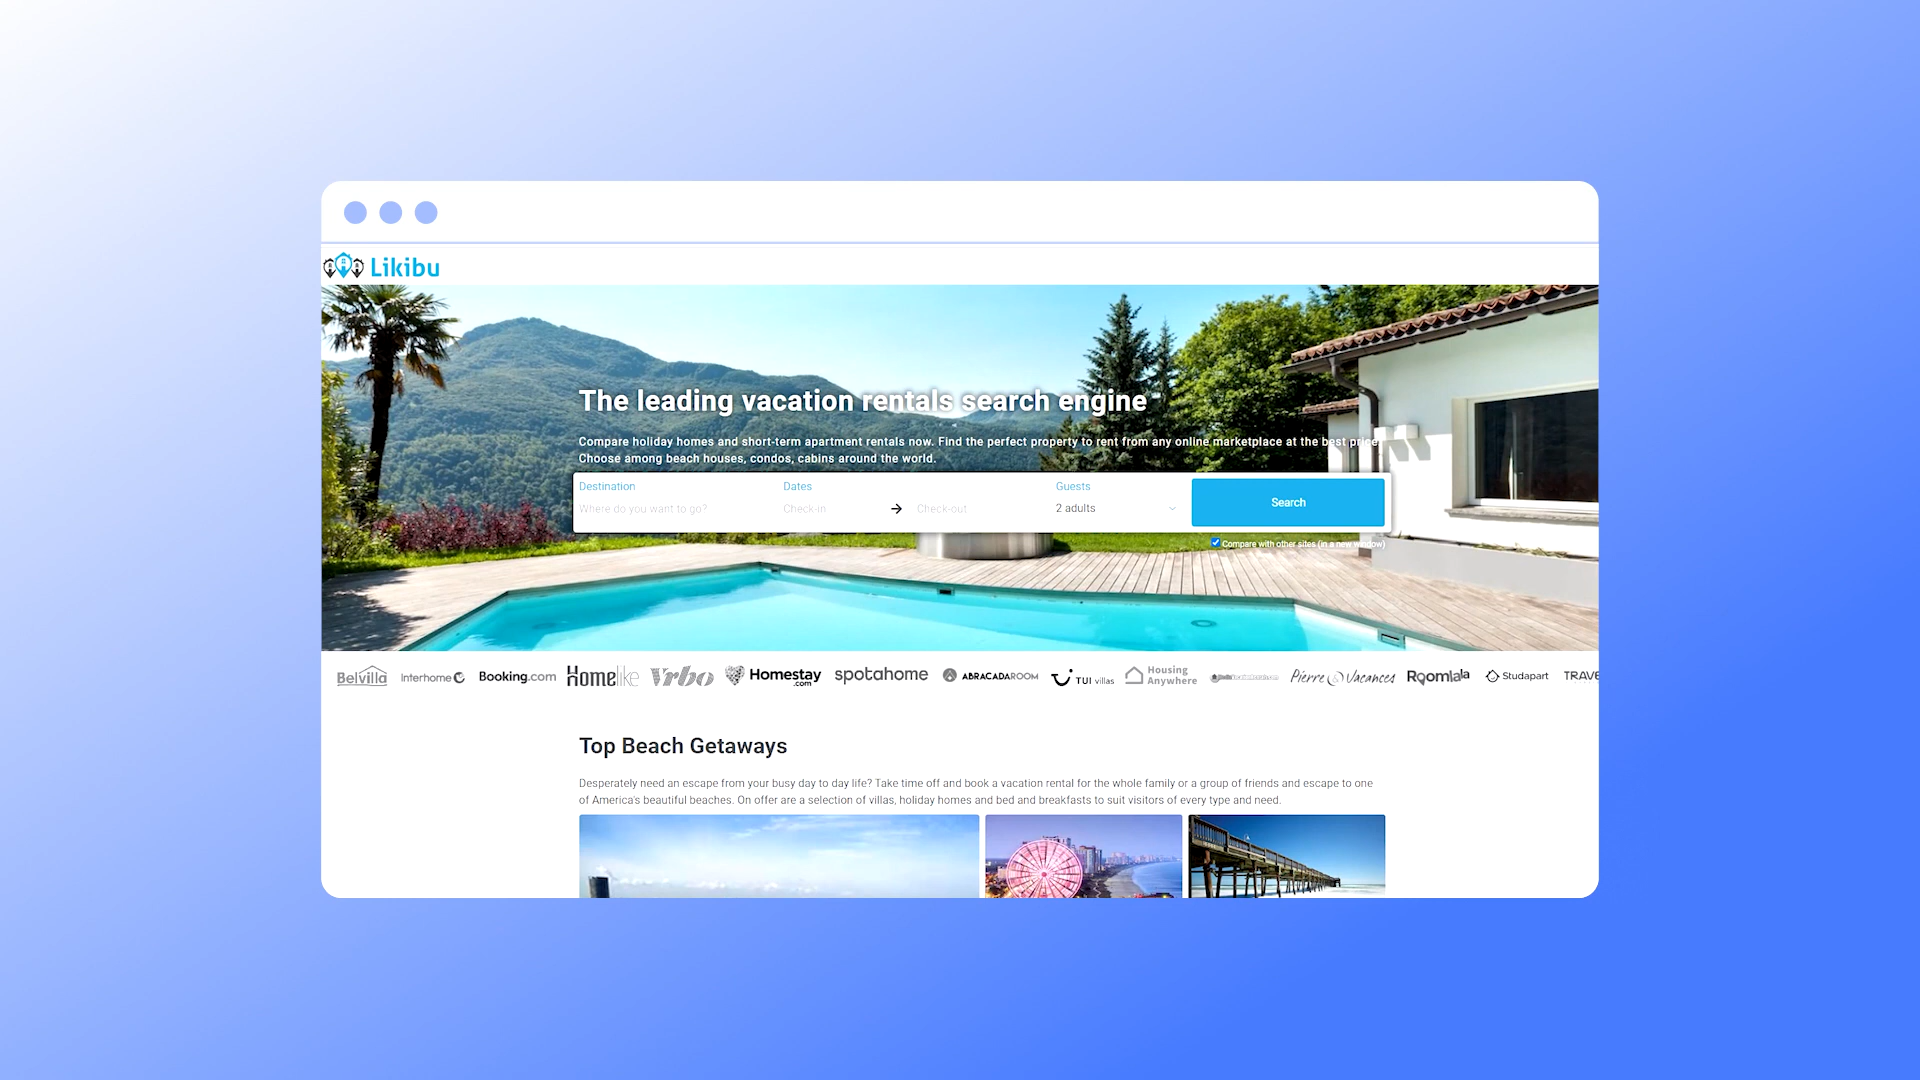 Likibu
The leading vacation rentals search engine
Compare holiday homes and short-term apartment rentals now. Find the perfect property to rent from any online marketplace at the best price.
Choose among beach houses, condos, cabins around the world.
Destination Dates Guests
Where do you want to go? Check-in Check-out 2 adults Search
Compare with other sites (in a new window)
Belvilla Interhome Booking.com Homelike Vrbo Homestay.com spotahome ABRACADAROOM TUI villas Housing Anywhere Pierre & Vacances Roomlala Studapart TRAVE
Top Beach Getaways
Desperately need an escape from your busy day to day life? Take time off and book a vacation rental for the whole family or a group of friends and escape to one
of America's beautiful beaches. On offer are a selection of villas, holiday homes and bed and breakfasts to suit visitors of every type and need.